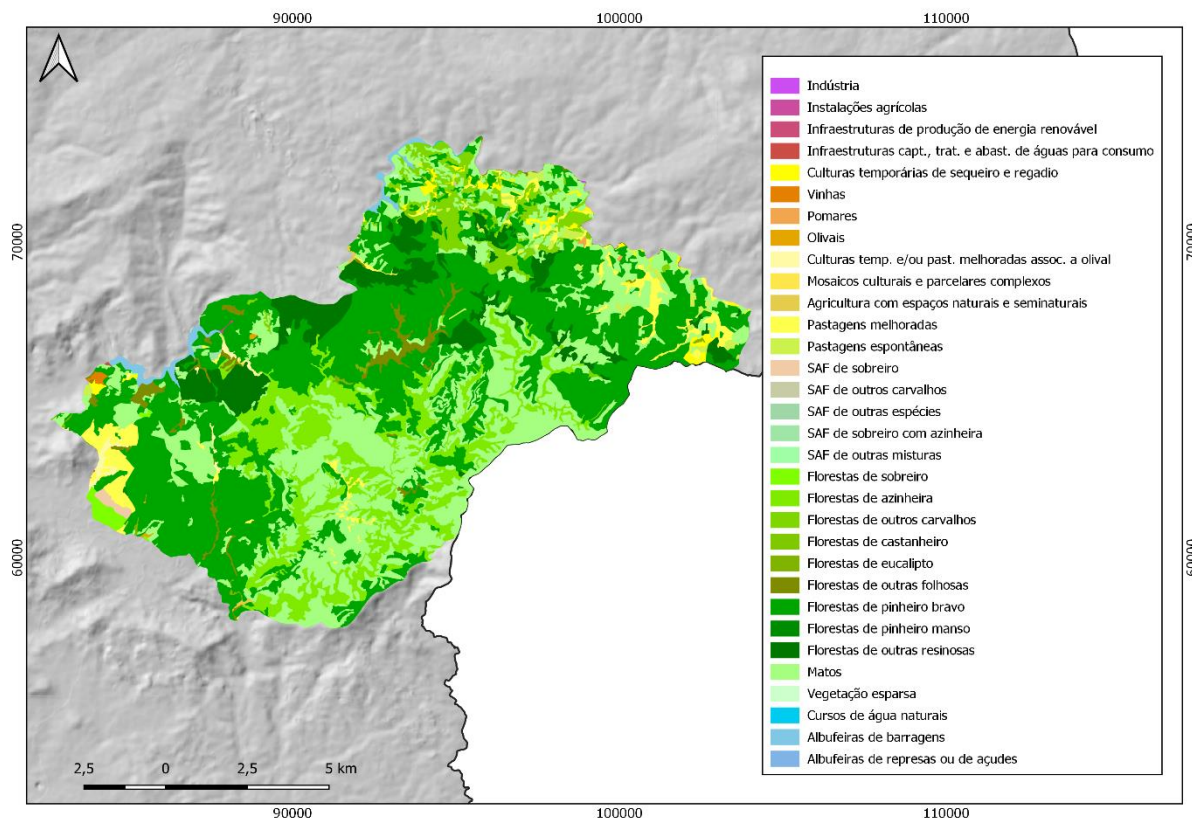 90000
100000
110000
70000
70000
60000
60000
Indústria
Instalações agrícolas
Infraestruturas de produção de energia renovável
Infraestruturas capt., trat. e abast. de águas para consumo
Culturas temporárias de sequeiro e regadio
Vinhas
Pomares
Olivais
Culturas temp. e/ou past. melhoradas assoc. a olival
Mosaicos culturais e parcelares complexos
Agricultura com espaços naturais e seminaturais
Pastagens melhoradas
Pastagens espontâneas
SAF de sobreiro
SAF de outros carvalhos
SAF de outras espécies
SAF de sobreiro com azinheira
SAF de outras misturas
Florestas de sobreiro
Florestas de azinheira
Florestas de outros carvalhos
Florestas de castanheiro
Florestas de eucalipto
Florestas de outras folhosas
Florestas de pinheiro bravo
Florestas de pinheiro manso
Florestas de outras resinosas
Matos
Vegetação esparsa
Cursos de água naturais
Albufeiras de barragens
Albufeiras de represas ou de açudes
2,5 0 2,5 5 km
90000
100000
110000